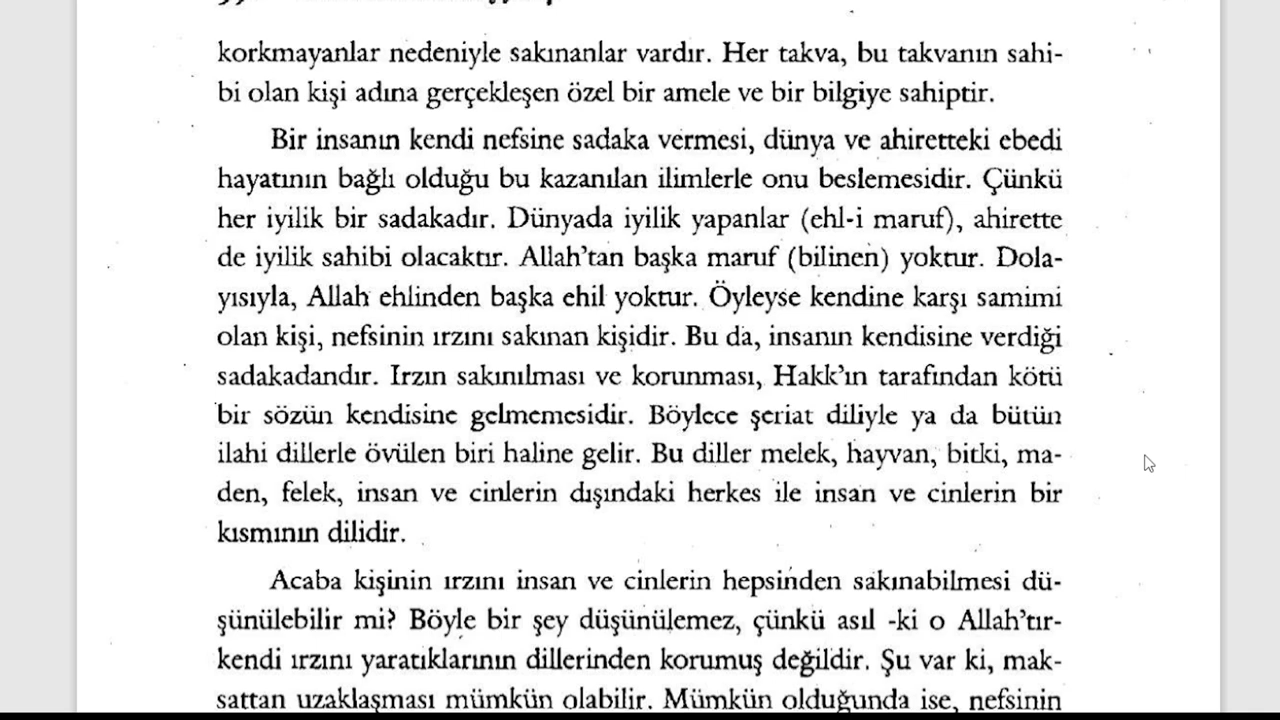 korkmayanlar nedeniyle sakınanlar vardır. Her takva, bu takvanın sahi-
bi olan kişi adına gerçekleşen özel bir amele ve bir bilgiye sahiptir.
Bir insanın kendi nefsine sadaka vermesi, dünya ve ahiretteki ebedi
hayatının bağlı olduğu bu kazanılan ilimlerle onu beslemesidir. Çünkü
her iyilik bir sadakadır. Dünyada iyilik yapanlar (ehl-i maruf), ahirette
de iyilik sahibi olacaktır. Allah'tan başka maruf (bilinen) yoktur. Dola-
yısıyla, Allah ehlinden başka ehil yoktur. Öyleyse kendine karşı samimi
olan kişi, nefsinin ırzını sakınan kişidir. Bu da, insanın kendisine verdiği
sadakadandır. Irzın sakınılması ve korunması, Hakk'ın tarafından kötü
bir sözün kendisine gelmemesidir. Böylece şeriat diliyle ya da bütün
ilahi dillerle övülen biri haline gelir. Bu diller melek, hayvan, bitki, ma-
den, felek, insan ve cinlerin dışındaki herkes ile insan ve cinlerin bir
kısmının dilidir.
Acaba kişinin ırzını insan ve cinlerin hepsinden sakınabilmesi dü-
şünülebilir mi? Böyle bir şey düşünülemez, çünkü asıl -ki o Allah'tır-
kendi ırzını yaratıklarının dillerinden korumuş değildir. Şu var ki, mak-
sattan uzaklaşması mümkün olabilir. Mümkün olduğunda ise, nefsinin